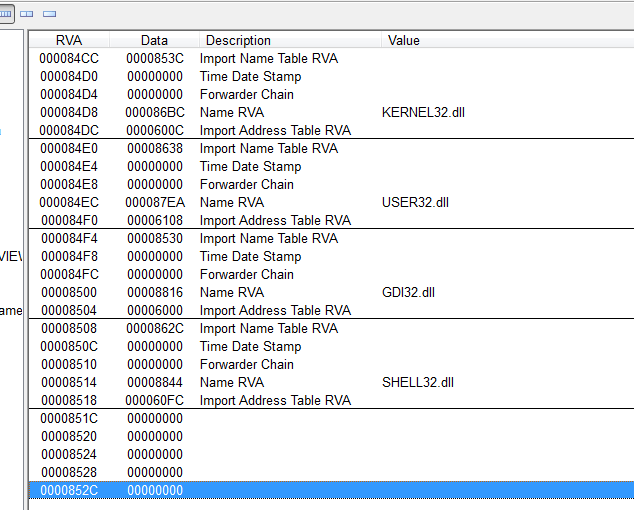 RVA Data Description Value
000084CC 0000853C Import Name Table RVA
000084D0 00000000 Time Date Stamp
000084D4 00000000 Forwarder Chain
000084D8 000086BC Name RVA KERNEL32.dll
000084DC 0000600C Import Address Table RVA
000084E0 00008638 Import Name Table RVA
000084E4 00000000 Time Date Stamp
000084E8 00000000 Forwarder Chain
000084EC 000087EA Name RVA USER32.dll
000084F0 00006108 Import Address Table RVA
000084F4 00008530 Import Name Table RVA
000084F8 00000000 Time Date Stamp
VIE\
000084FC 00000000 Forwarder Chain
00008500 00008816 Name RVA GDI32.dll
ame
00008504 00006000 Import Address Table RVA
00008508 0000862C Import Name Table RVA
0000850C 00000000 Time Date Stamp
00008510 00000000 Forwarder Chain
00008514 00008844 Name RVA SHELL32.dll
00008518 000060FC Import Address Table RVA
0000851C 00000000
00008520 00000000
00008524 00000000
00008528 00000000
0000852C 00000000